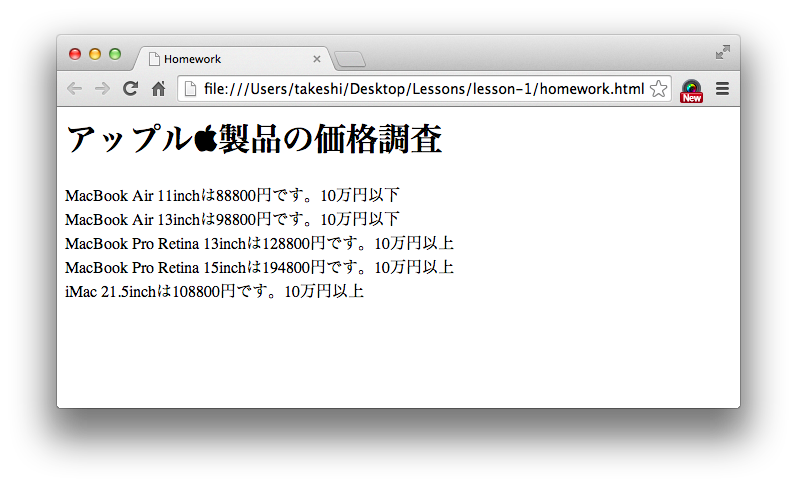 Homework
file:///Users/takeshi/Desktop/Lessons/lesson-1/homework.html
New
アップル製品の価格調査
MacBook Air 11inchは88800円です。10万円以下
MacBook Air 13inchは98800円です。10万円以下
MacBook Pro Retina 13inchは128800円です。10万円以上
MacBook Pro Retina 15inchは194800円です。10万円以上
iMac 21.5inchは108800円です。10万円以上